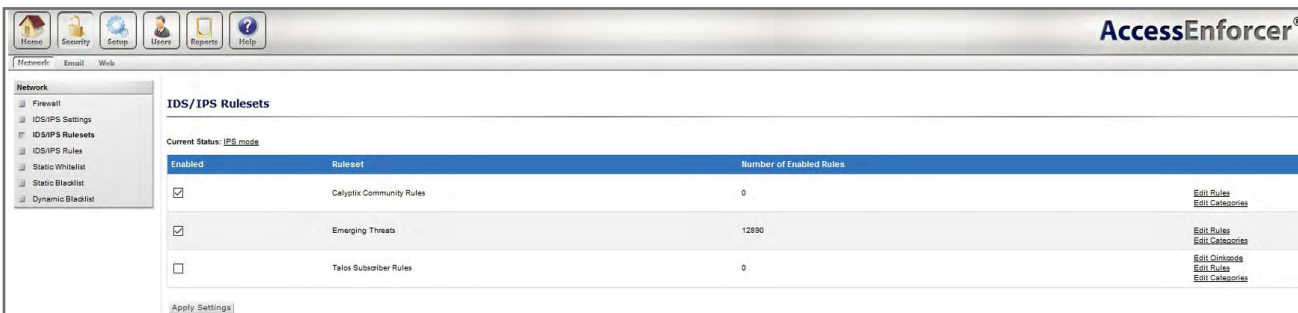 Home Security Setup Users Reports Help
AccessEnforcer®
Network Email Web
Network
Firewall
IDS/IPS Settings
IDS/IPS Rulesets
IDS/IPS Rules
Static Whitelist
Static Blacklist
Dynamic Blacklist
IDS/IPS Rulesets
Current Status: IPS mode
Enabled Ruleset Number of Enabled Rules
Calyptix Community Rules 0 Edit Rules
Edit Categories
Emerging Threats 12890 Edit Rules
Edit Categories
Talos Subscriber Rules 0 Edit Oinkcode
Edit Rules
Edit Categories
Apply Settings